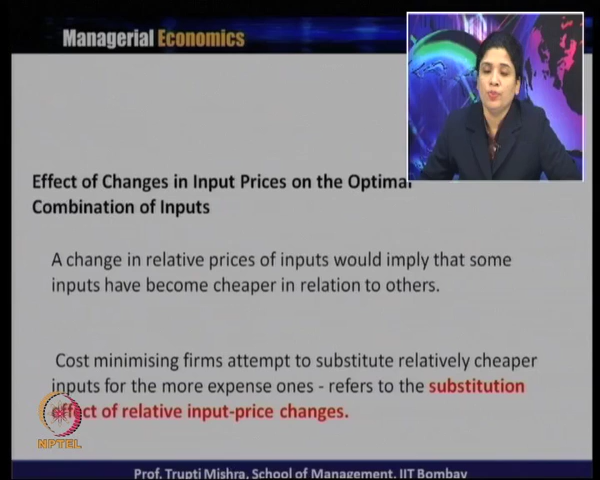 Managerial Economics
Effect of Changes in Input Prices on the Optimal
Combination of Inputs
A change in relative prices of inputs would imply that some
inputs have become cheaper in relation to others.
Cost minimising firms attempt to substitute relatively cheaper
inputs for the more expense ones - refers to the substitution
effect of relative input-price changes.
NPTEL
Prof. Trupti Mishra, School of Management, IIT Bombay